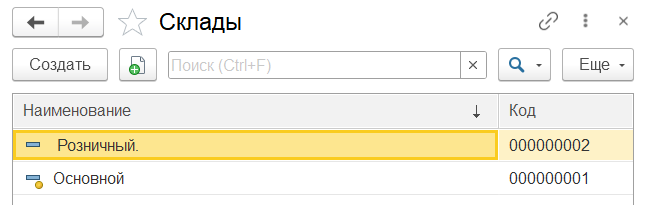 Склады
Создать Поиск (Ctrl+F) Еще
Наименование Код
Розничный. 000000002
Основной 000000001